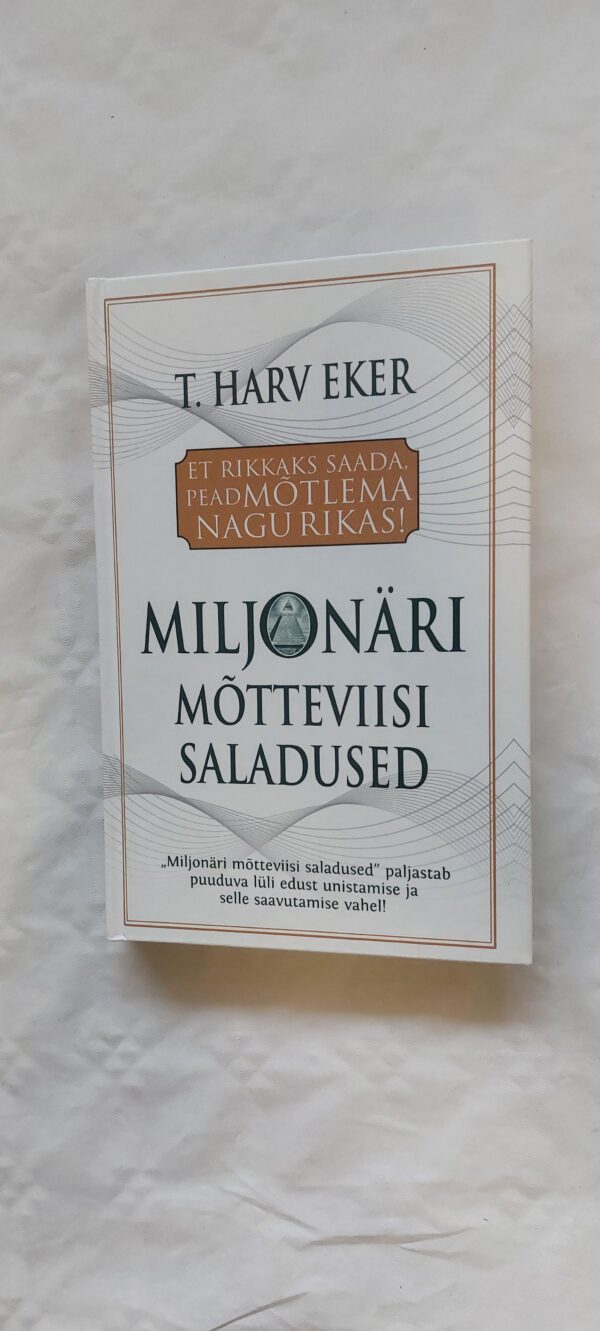 T. HARV EKER
ET RIKKAKS SAADA,
PEAD MÕTLEMA
NAGU RIKAS!
MILJONÄRI
MÕTTEVIISI
SALADUSED
„Miljonäri mõtteviisi saladused” paljastab
puuduva lüli edust unistamise ja
selle saavutamise vahel!